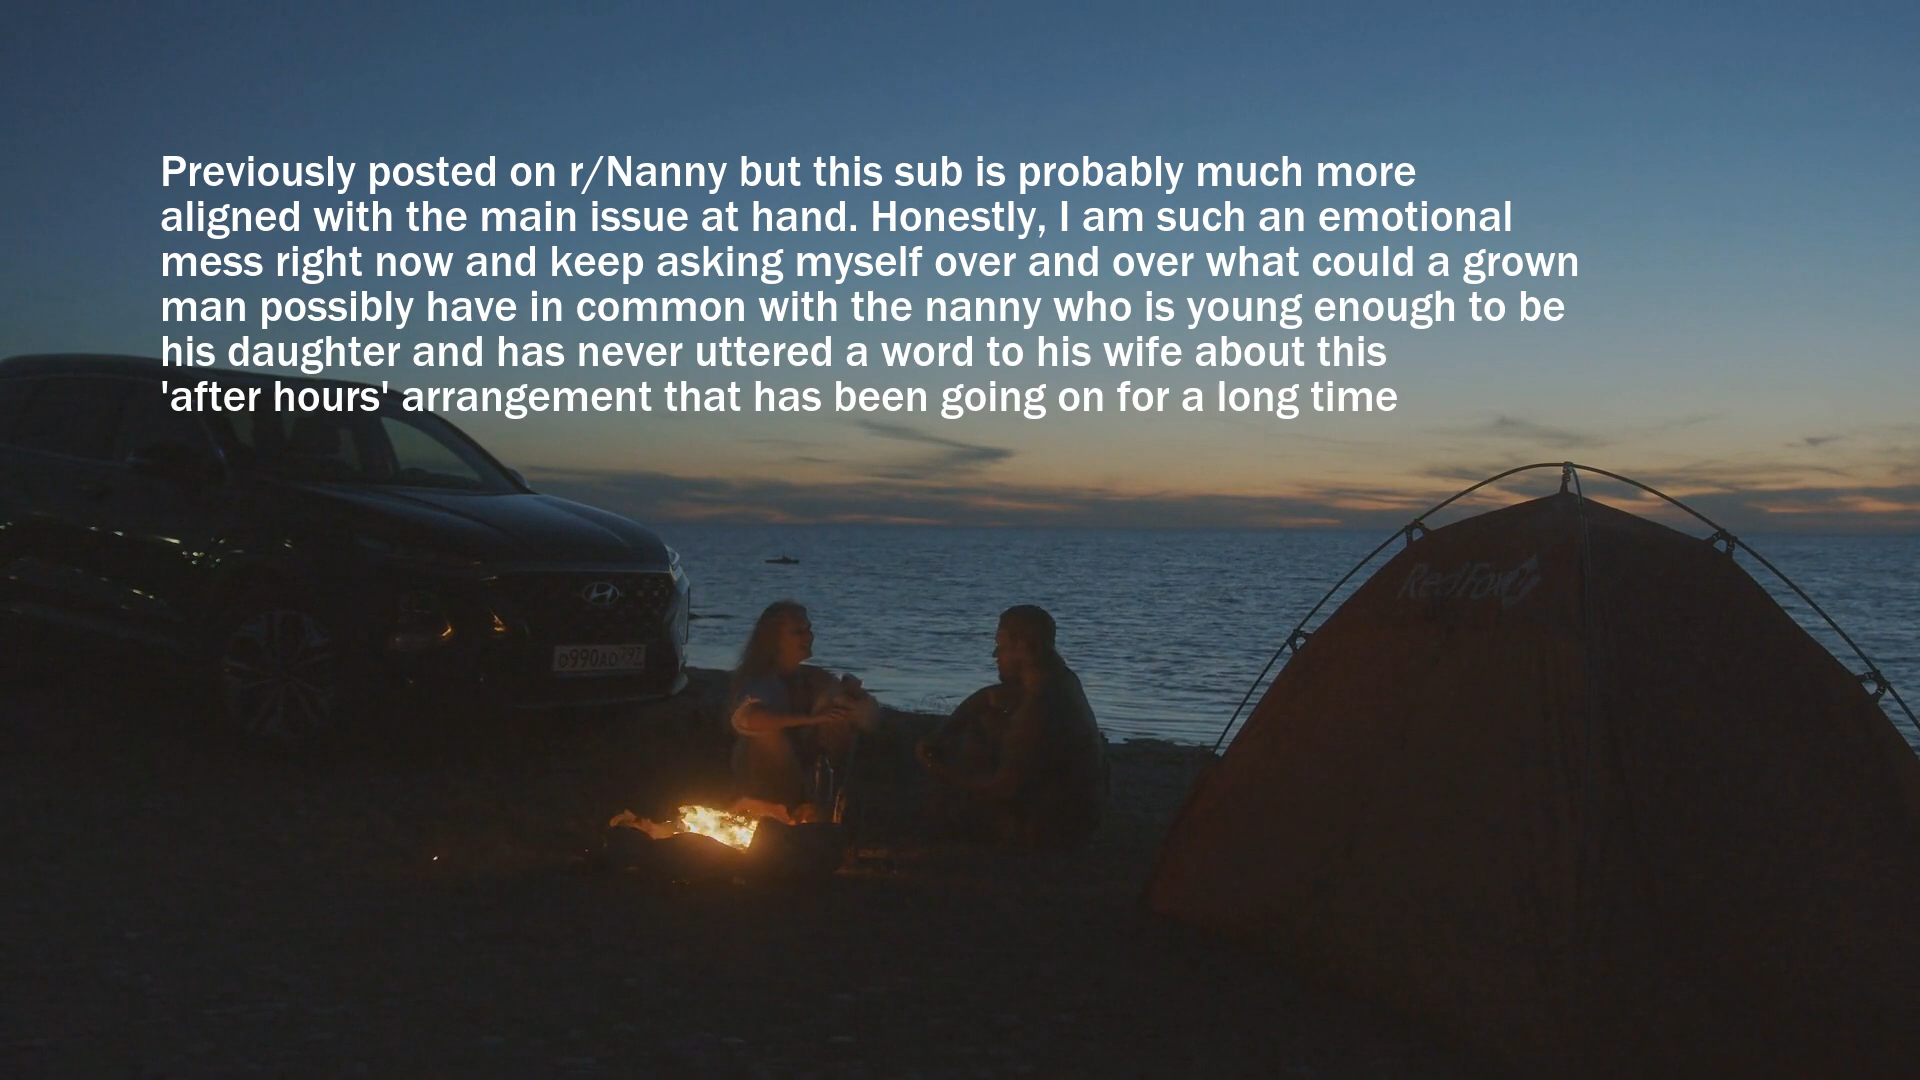 Previously posted on r/Nanny but this sub is probably much more
aligned with the main issue at hand. Honestly, I am such an emotional
mess right now and keep asking myself over and over what could a grown
man possibly have in common with the nanny who is young enough to be
his daughter and has never uttered a word to his wife about this
'after hours' arrangement that has been going on for a long time
RedFox
О990АО 797